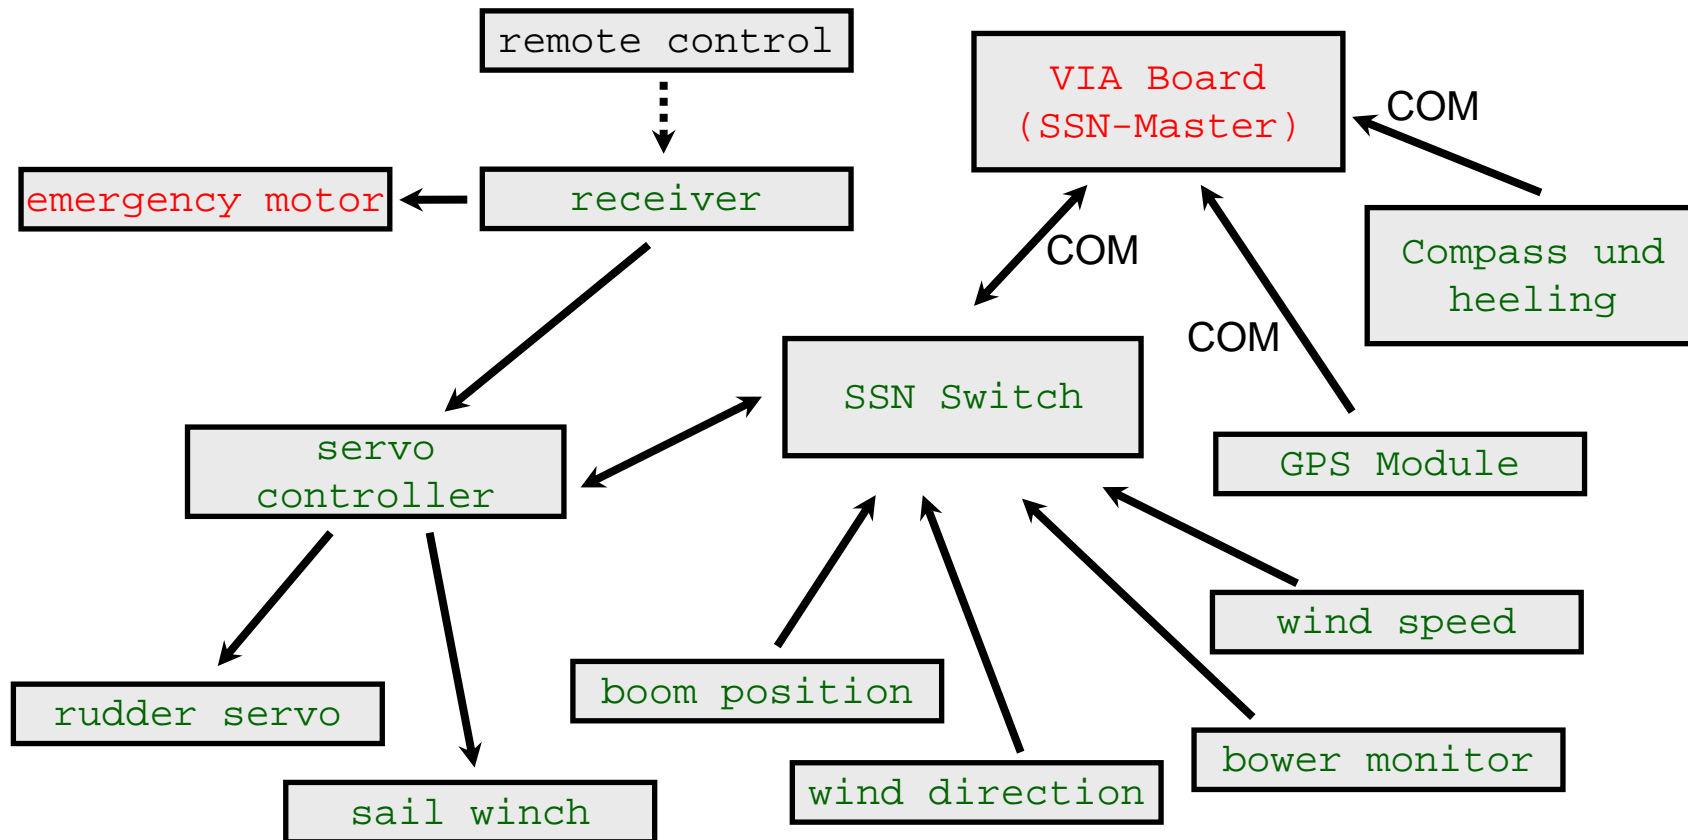 remote control
VIA Board
(SSN-Master)
COM
emergency motor
receiver
COM
Compass und
heeling
COM
SSN Switch
servo
controller
GPS Module
wind speed
boom position
rudder servo
bower monitor
wind direction
sail winch